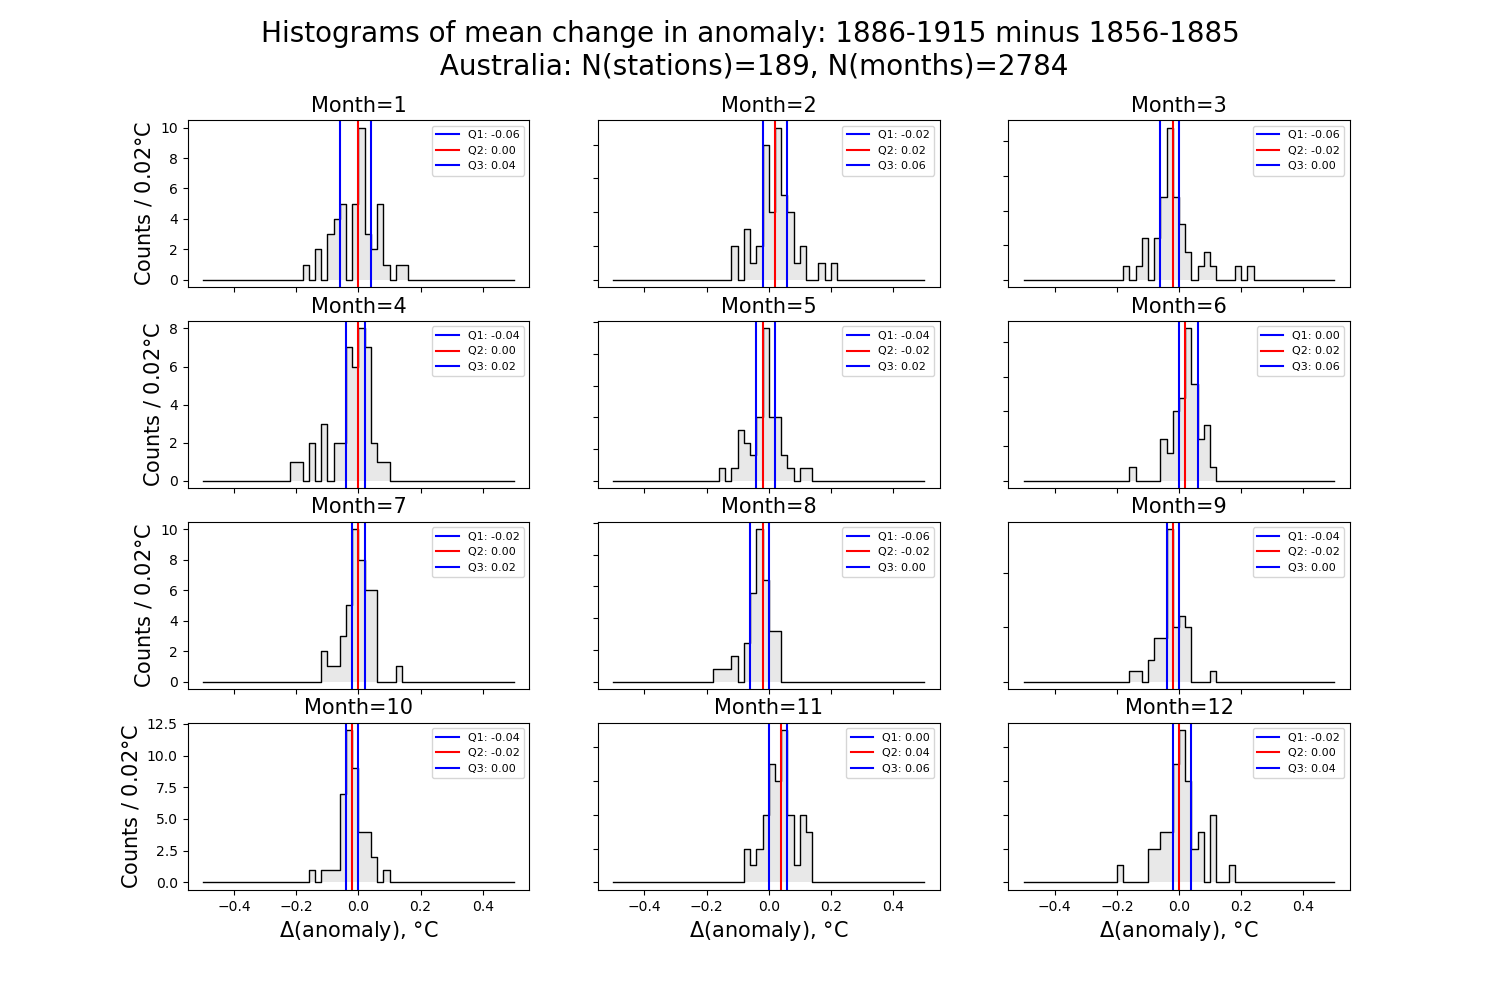 Histograms of mean change in anomaly: 1886-1915 minus 1856-1885
Australia: N(stations)=189, N(months)=2784
Month=1
Counts / 0.02°C
10
8
6
4
2
0
Q1: -0.06
Q2: 0.00
Q3: 0.04
Month=2
Q1: -0.02
Q2: 0.02
Q3: 0.06
Month=3
Q1: -0.06
Q2: -0.02
Q3: 0.00
Month=4
Counts / 0.02°C
8
6
4
2
0
Q1: -0.04
Q2: 0.00
Q3: 0.02
Month=5
Q1: -0.04
Q2: -0.02
Q3: 0.02
Month=6
Q1: 0.00
Q2: 0.02
Q3: 0.06
Month=7
Counts / 0.02°C
10
8
6
4
2
0
Q1: -0.02
Q2: 0.00
Q3: 0.02
Month=8
Q1: -0.06
Q2: -0.02
Q3: 0.00
Month=9
Q1: -0.04
Q2: -0.02
Q3: 0.00
Month=10
Counts / 0.02°C
12.5
10.0
7.5
5.0
2.5
0.0
Q1: -0.04
Q2: -0.02
Q3: 0.00
−0.4 −0.2 0.0 0.2 0.4
Δ(anomaly), °C
Month=11
Q1: 0.00
Q2: 0.04
Q3: 0.06
−0.4 −0.2 0.0 0.2 0.4
Δ(anomaly), °C
Month=12
Q1: -0.02
Q2: 0.00
Q3: 0.04
−0.4 −0.2 0.0 0.2 0.4
Δ(anomaly), °C